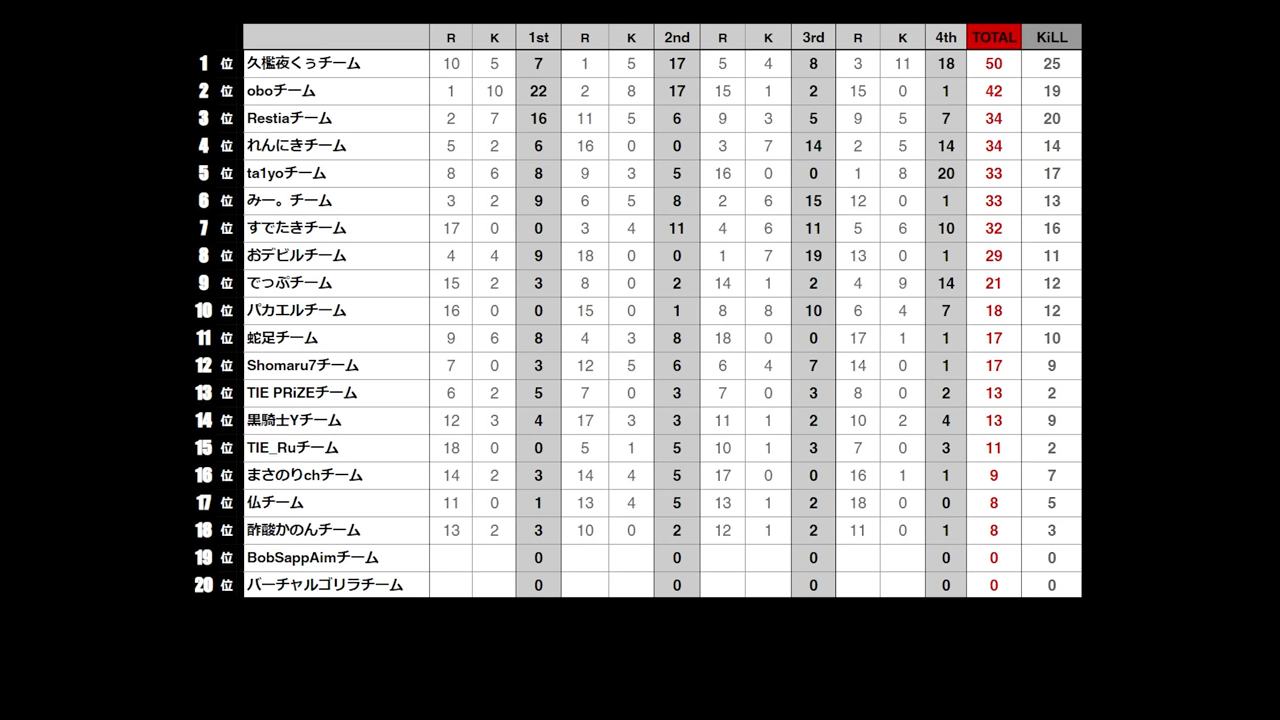 R K 1st R K 2nd R K 3rd R K 4th TOTAL KiLL
1 位 久檻夜くぅチーム 10 5 7 1 5 17 5 4 8 3 11 18 50 25
2 位 oboチーム 1 10 22 2 8 17 15 1 2 15 0 1 42 19
3 位 Restiaチーム 2 7 16 11 5 6 9 3 5 9 5 7 34 20
4 位 れんにきチーム 5 2 6 16 0 0 3 7 14 2 5 14 34 14
5 位 ta1yoチーム 8 6 8 9 3 5 16 0 0 1 8 20 33 17
6 位 みー。チーム 3 2 9 6 5 8 2 6 15 12 0 1 33 13
7 位 すでたきチーム 17 0 0 3 4 11 4 6 11 5 6 10 32 16
8 位 おデビルチーム 4 4 9 18 0 0 1 7 19 13 0 1 29 11
9 位 でっぷチーム 15 2 3 8 0 2 14 1 2 4 9 14 21 12
10 位 パカエルチーム 16 0 0 15 0 1 8 8 10 6 4 7 18 12
11 位 蛇足チーム 9 6 8 4 3 8 18 0 0 17 1 1 17 10
12 位 Shomaru7チーム 7 0 3 12 5 6 6 4 7 14 0 1 17 9
13 位 TIE PRiZEチーム 6 2 5 7 0 3 7 0 3 8 0 2 13 2
14 位 黒騎士Yチーム 12 3 4 17 3 3 11 1 2 10 2 4 13 9
15 位 TIE_Ruチーム 18 0 0 5 1 5 10 1 3 7 0 3 11 2
16 位 まさのりchチーム 14 2 3 14 4 5 17 0 0 16 1 1 9 7
17 位 仏チーム 11 0 1 13 4 5 13 1 2 18 0 0 8 5
18 位 酢酸かのんチーム 13 2 3 10 0 2 12 1 2 11 0 1 8 3
19 位 BobSappAimチーム 0 0 0 0 0 0
20 位 バーチャルゴリラチーム 0 0 0 0 0 0